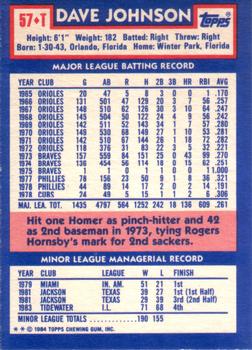 57•T DAVE JOHNSON Topps
Height: 6'1" Weight: 182 Batted: Right Threw: Right
Born: 1-30-43, Orlando, Florida Home: Winter Park, Florida
MAJOR LEAGUE BATTING RECORD
YR CLUB G AB R H 2B 3B HR RBI AVG
1965 ORIOLES 20 47 5 8 3 0 0 1 .170
1966 ORIOLES 131 501 47 129 20 3 7 56 .257
1967 ORIOLES 148 510 62 126 30 3 10 64 .247
1968 ORIOLES 145 504 50 122 24 4 9 56 .242
1969 ORIOLES 142 511 52 143 34 1 7 57 .280
1970 ORIOLES 149 530 68 149 27 1 10 53 .281
1971 ORIOLES 142 510 67 144 26 1 18 72 .282
1972 ORIOLES 118 376 31 83 22 3 5 32 .221
1973 BRAVES 157 559 84 151 25 0 43 99 .270
1974 BRAVES 136 454 56 114 18 0 15 62 .251
1975 BRAVES 1 1 0 1 1 0 0 1 1.000
1977 PHILLIES 78 156 23 50 9 1 8 36 .321
1978 PHILLIES 44 89 14 17 2 0 2 14 .191
1978 CUBS 24 49 5 15 1 1 2 6 .306
MAJ. LEA. TOTALS 1435 4797 564 1252 242 18 136 609 .261
Hit one Homer as pinch-hitter and 42
as 2nd baseman in 1973, tying Rogers
Hornsby's mark for 2nd sackers.
MINOR LEAGUE MANAGERIAL RECORD
YEAR CLUB LEAGUE W L FINISH
1979 MIAMI IN. AM. 51 21 1st
1981 JACKSON TEXAS 39 27 1st (1st Half)
1981 JACKSON TEXAS 29 39 3rd (2nd Half)
1983 TIDEWATER INT.
MINOR LEAGUE TOTALS 190 155
* © 1984 TOPPS CHEWING GUM, INC.